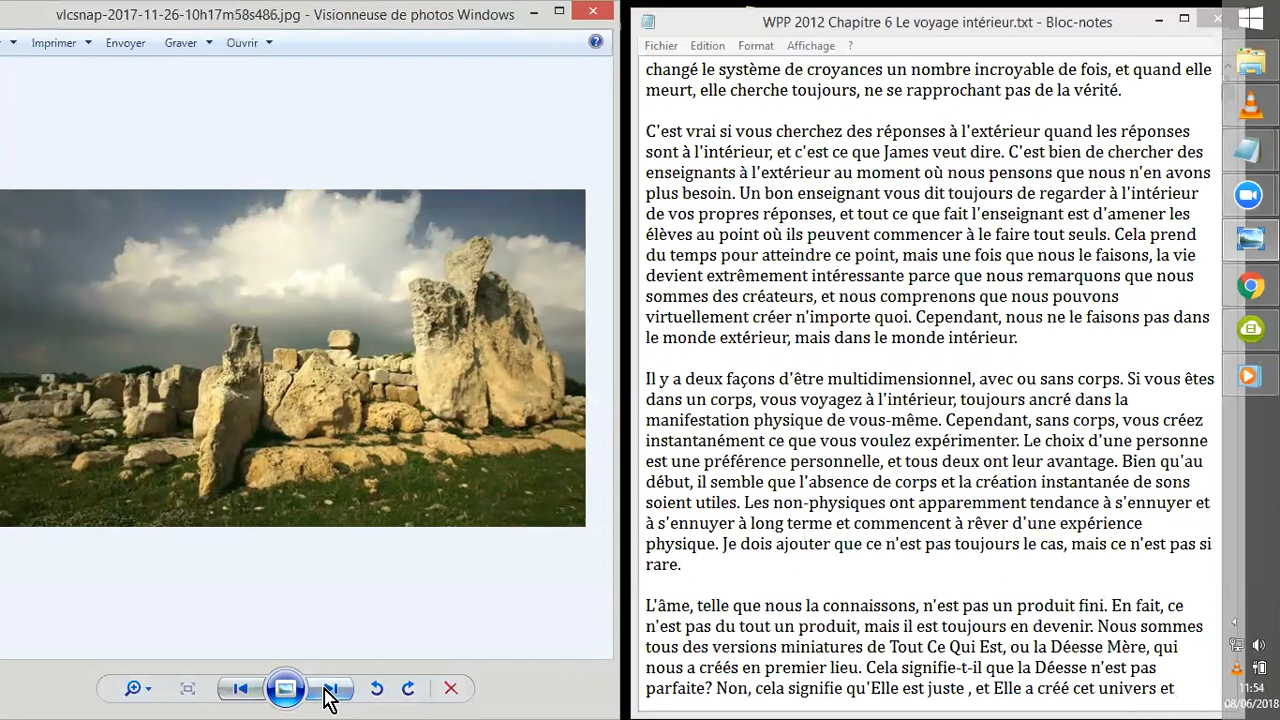 vlcsnap-2017-11-26-10h17m58s486.jpg - Visionneuse de photos Windows
Imprimer Envoyer Graver Ouvrir ?
WPP 2012 Chapitre 6 Le voyage intérieur.txt - Bloc-notes
Fichier Edition Format Affichage ?
changé le système de croyances un nombre incroyable de fois, et quand elle
meurt, elle cherche toujours, ne se rapprochant pas de la vérité.
C'est vrai si vous cherchez des réponses à l'extérieur quand les réponses
sont à l'intérieur, et c'est ce que James veut dire. C'est bien de chercher des
enseignants à l'extérieur au moment où nous pensons que nous n'en avons
plus besoin. Un bon enseignant vous dit toujours de regarder à l'intérieur
de vos propres réponses, et tout ce que fait l'enseignant est d'amener les
élèves au point où ils peuvent commencer à le faire tout seuls. Cela prend
du temps pour atteindre ce point, mais une fois que nous le faisons, la vie
devient extrêmement intéressante parce que nous remarquons que nous
sommes des créateurs, et nous comprenons que nous pouvons
virtuellement créer n'importe quoi. Cependant, nous ne le faisons pas dans
le monde extérieur, mais dans le monde intérieur.
Il y a deux façons d'être multidimensionnel, avec ou sans corps. Si vous êtes
dans un corps, vous voyagez à l'intérieur, toujours ancré dans la
manifestation physique de vous-même. Cependant, sans corps, vous créez
instantanément ce que vous voulez expérimenter. Le choix d'une personne
est une préférence personnelle, et tous deux ont leur avantage. Bien qu'au
début, il semble que l'absence de corps et la création instantanée de sons
soient utiles. Les non-physiques ont apparemment tendance à s'ennuyer et
à s'ennuyer à long terme et commencent à rêver d'une expérience
physique. Je dois ajouter que ce n'est pas toujours le cas, mais ce n'est pas si
rare.
L'âme, telle que nous la connaissons, n'est pas un produit fini. En fait, ce
n'est pas du tout un produit, mais il est toujours en devenir. Nous sommes
tous des versions miniatures de Tout Ce Qui Est, ou la Déesse Mère, qui
nous a créés en premier lieu. Cela signifie-t-il que la Déesse n'est pas
parfaite? Non, cela signifie qu'Elle est juste , et Elle a créé cet univers et
11:54
08/06/2018